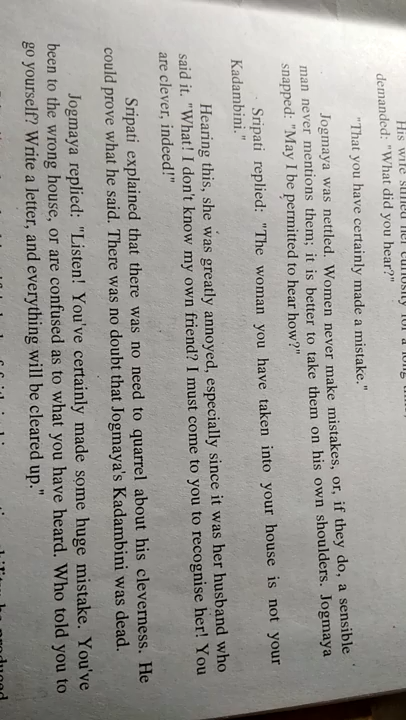 His wife stifled her curiosity for a long
demanded: "What did you hear?"
"That you have certainly made a mistake."
Jogmaya was nettled. Women never make mistakes, or, if they do, a sensible
man never mentions them; it is better to take them on his own shoulders. Jogmaya
snapped. "May I be permitted to hear how?"
Sripati replied: "The woman you have taken into your house is not your
Kadambini."
Hearing this, she was greatly annoyed, especially since it was her husband who
said it. "What! I don't know my own friend? I must come to you to recognise her! You
are clever, indeed!"
Sripati explained that there was no need to quarrel about his cleverness. He
could prove what he said. There was no doubt that Jogmaya's Kadambini was dead.
Jogmaya replied: "Listen! You've certainly made some huge mistake. You've
been to the wrong house, or are confused as to what you have heard. Who told you to
go yourself? Write a letter, and everything will be cleared up."